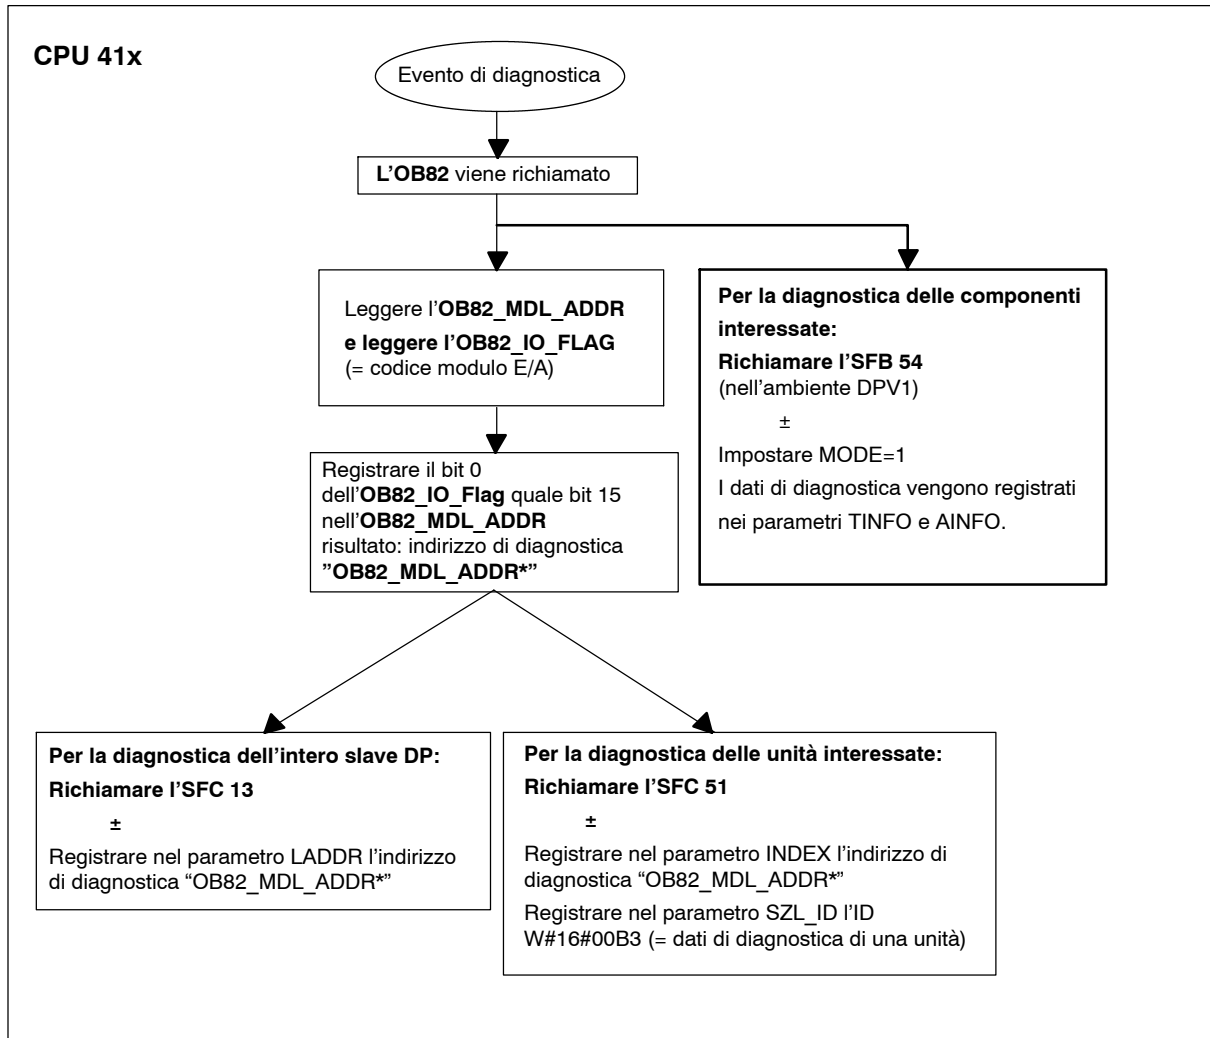 CPU 41x
Evento di diagnostica
L’OB82 viene richiamato
Leggere l’OB82_MDL_ADDR
e leggere l’OB82_IO_FLAG
(= codice modulo E/A)
Per la diagnostica delle componenti
interessate:
Richiamare l’SFB 54
(nell’ambiente DPV1)
±
Impostare MODE=1
I dati di diagnostica vengono registrati
nei parametri TINFO e AINFO.
Registrare il bit 0
dell’OB82_IO_Flag quale bit 15
nell’OB82_MDL_ADDR
risultato: indirizzo di diagnostica
”OB82_MDL_ADDR*”
Per la diagnostica dell’intero slave DP:
Richiamare l’SFC 13
±
Registrare nel parametro LADDR l’indirizzo
di diagnostica “OB82_MDL_ADDR*”
Per la diagnostica delle unità interessate:
Richiamare l’SFC 51
±
Registrare nel parametro INDEX l’indirizzo di
diagnostica “OB82_MDL_ADDR*”
Registrare nel parametro SZL_ID l’ID
W#16#00B3 (= dati di diagnostica di una unità)